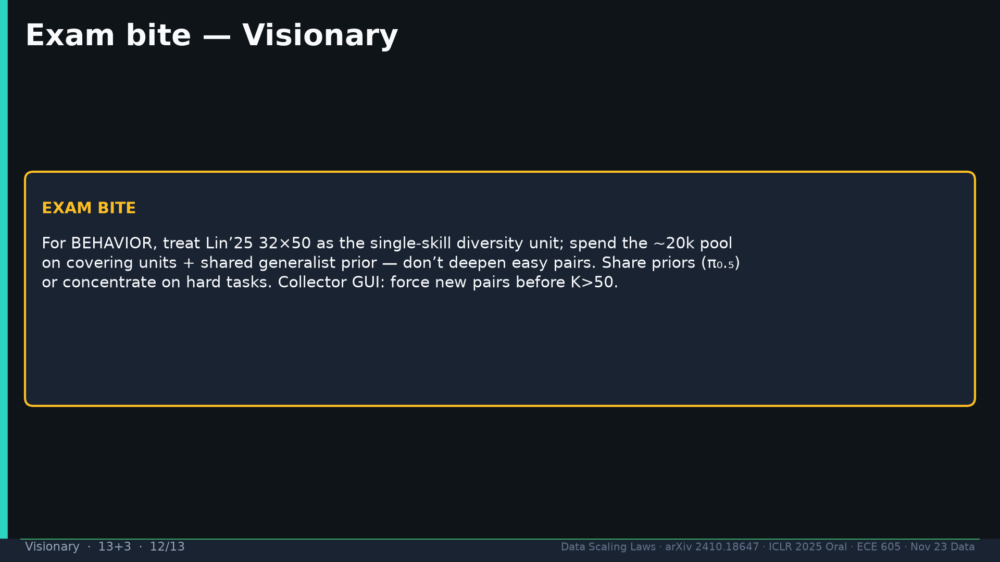 Exam bite — Visionary
EXAM BITE
For BEHAVIOR, treat Lin’25 32×50 as the single-skill diversity unit; spend the ~20k pool
on covering units + shared generalist prior — don’t deepen easy pairs. Share priors (π₀.₅)
or concentrate on hard tasks. Collector GUI: force new pairs before K>50.
Visionary · 13+3 · 12/13
Data Scaling Laws · arXiv 2410.18647 · ICLR 2025 Oral · ECE 605 · Nov 23 Data